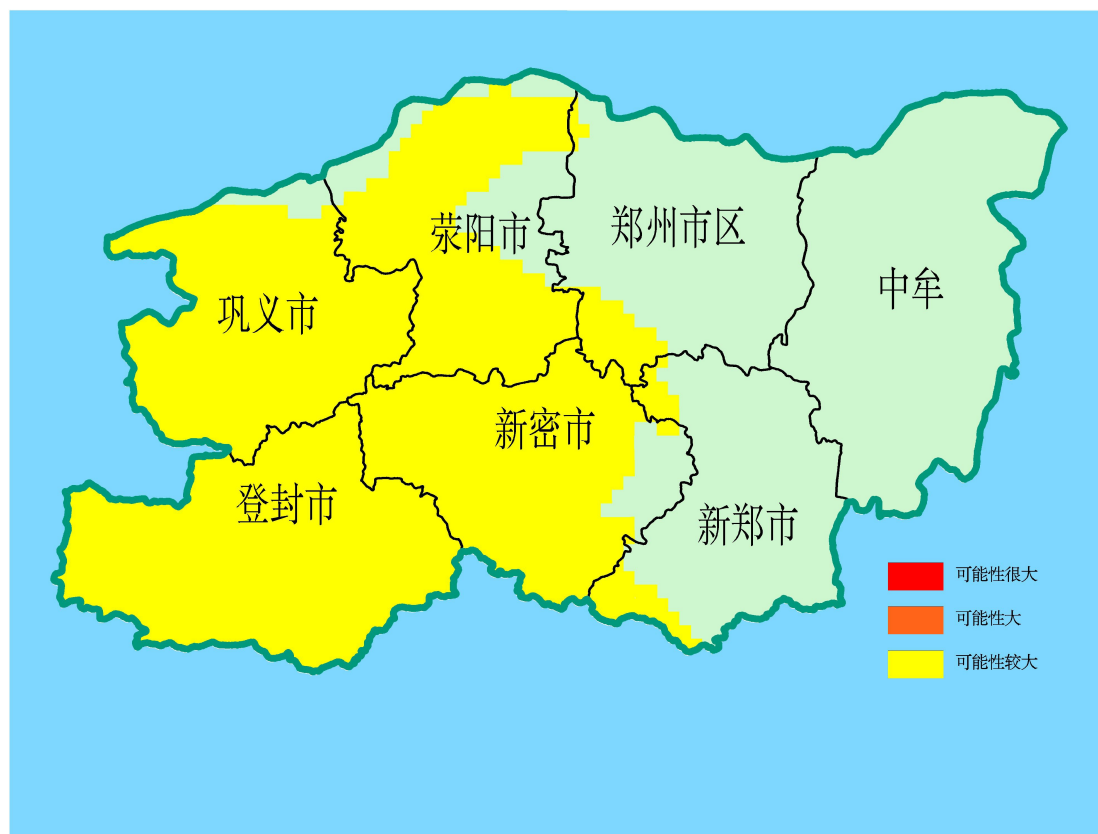 郑州市区
荥阳市
中牟
巩义市
新密市
登封市
新郑市
可能性很大
可能性大
可能性较大